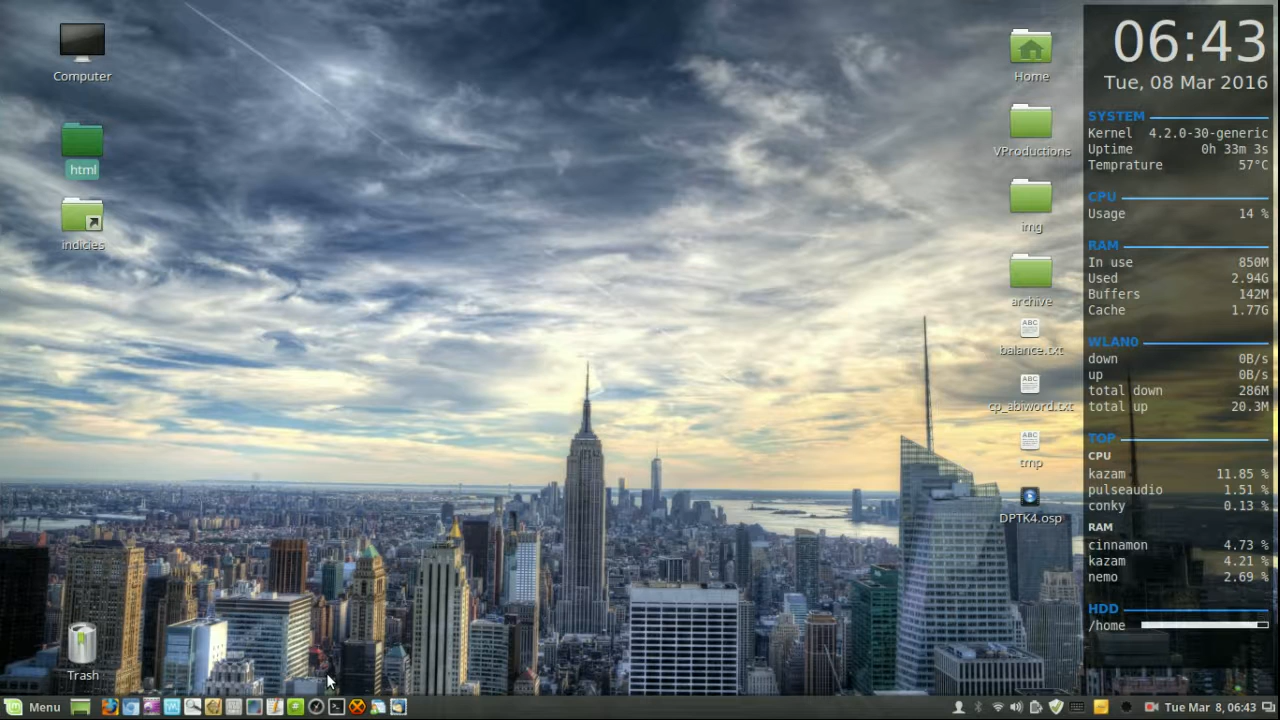 Computer
html
indicies
Trash
Home
VProductions
img
archive
balance.txt
cp_abiword.txt
tmp
DPTK4.osp
06:43
Tue, 08 Mar 2016
SYSTEM
Kernel 4.2.0-30-generic
Uptime 0h 33m 3s
Temprature 57°C
CPU
Usage 14 %
RAM
In use 850M
Used 2.94G
Buffers 142M
Cache 1.77G
WLAN0
down 0B/s
up 0B/s
total down 286M
total up 20.3M
TOP
CPU
kazam 11.85 %
pulseaudio 1.51 %
conky 0.13 %
RAM
cinnamon 4.73 %
kazam 4.21 %
nemo 2.69 %
HDD
/home
Menu
Tue Mar 8, 06:43